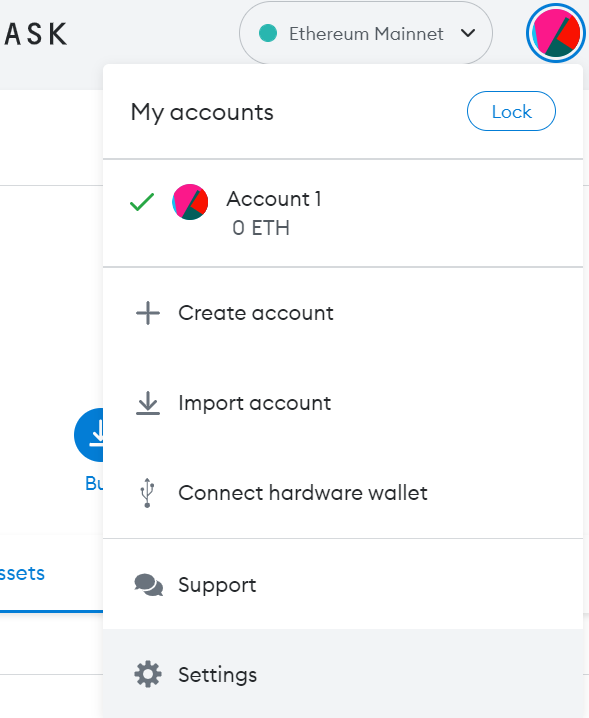 ASK
Ethereum Mainnet
My accounts
Lock
Account 1
0 ETH
Create account
Import account
Connect hardware wallet
Bu
ssets
Support
Settings